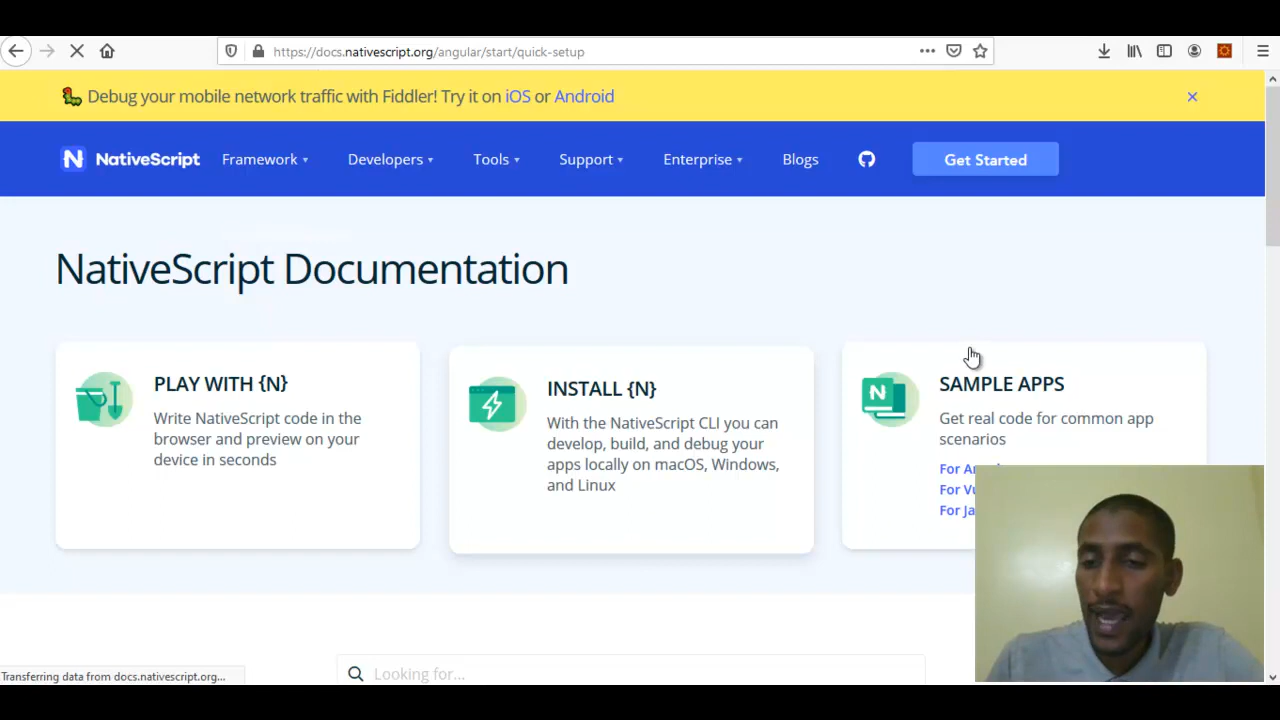 https://docs.nativescript.org/angular/start/quick-setup
Debug your mobile network traffic with Fiddler! Try it on iOS or Android
NativeScript
Framework
Developers
Tools
Support
Enterprise
Blogs
Get Started
NativeScript Documentation
PLAY WITH {N}
Write NativeScript code in the
browser and preview on your
device in seconds
INSTALL {N}
With the NativeScript CLI you can
develop, build, and debug your
apps locally on macOS, Windows,
and Linux
SAMPLE APPS
Get real code for common app
scenarios
For
For
For
Looking for...
Transferring data from docs.nativescript.org...